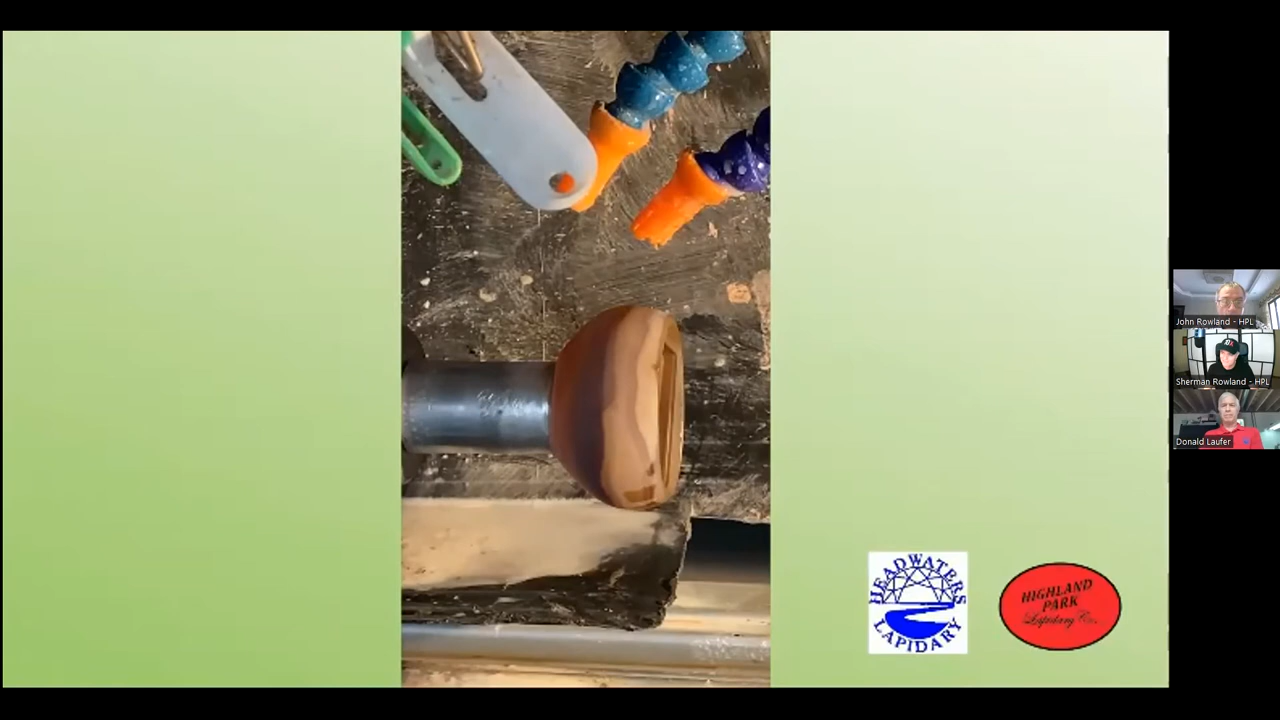 HEADWATERS
LAPIDARY
HIGHLAND
PARK
Lapidary Co.
John Rowland - HPL
Sherman Rowland - HPL
Donald Laufer